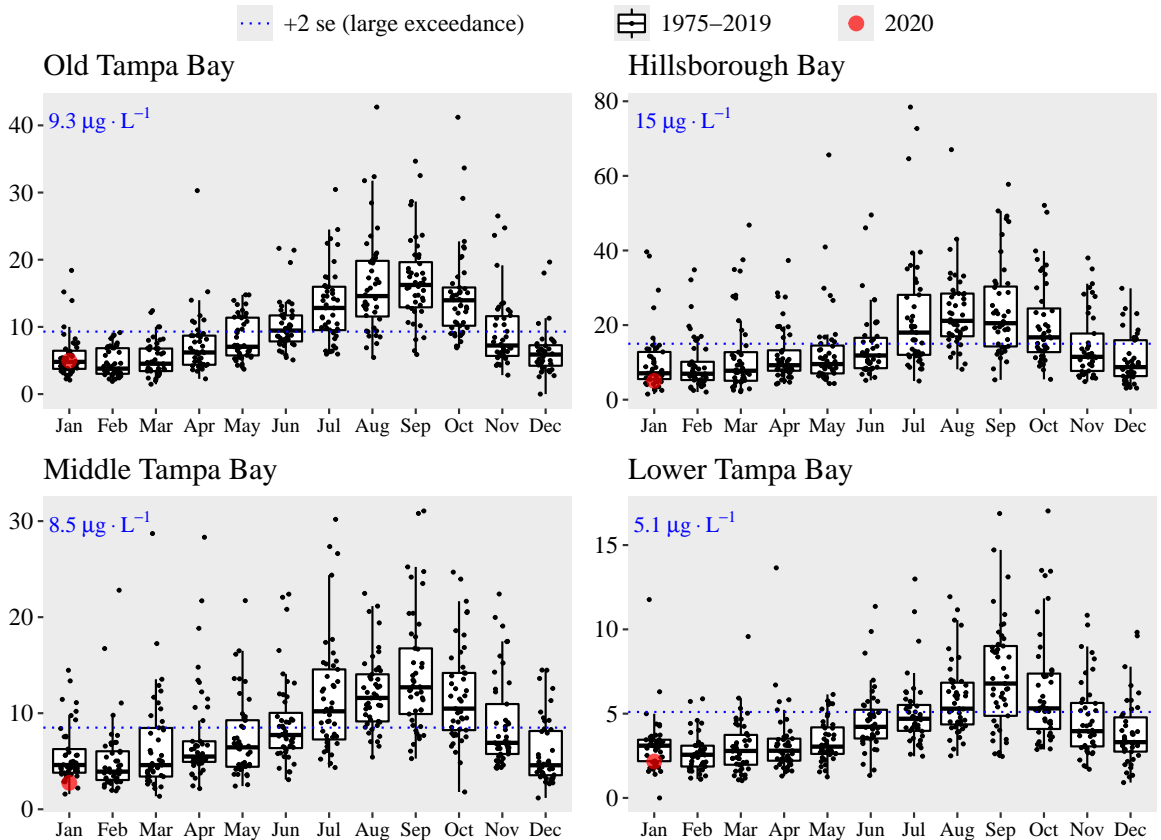 +2 se (large exceedance) 1975–2019 2020
Old Tampa Bay
9.3 μg · L⁻¹
40
30
20
10
0
Jan Feb Mar Apr May Jun Jul Aug Sep Oct Nov Dec
Hillsborough Bay
15 μg · L⁻¹
80
60
40
20
0
Jan Feb Mar Apr May Jun Jul Aug Sep Oct Nov Dec
Middle Tampa Bay
8.5 μg · L⁻¹
30
20
10
0
Jan Feb Mar Apr May Jun Jul Aug Sep Oct Nov Dec
Lower Tampa Bay
5.1 μg · L⁻¹
15
10
5
0
Jan Feb Mar Apr May Jun Jul Aug Sep Oct Nov Dec